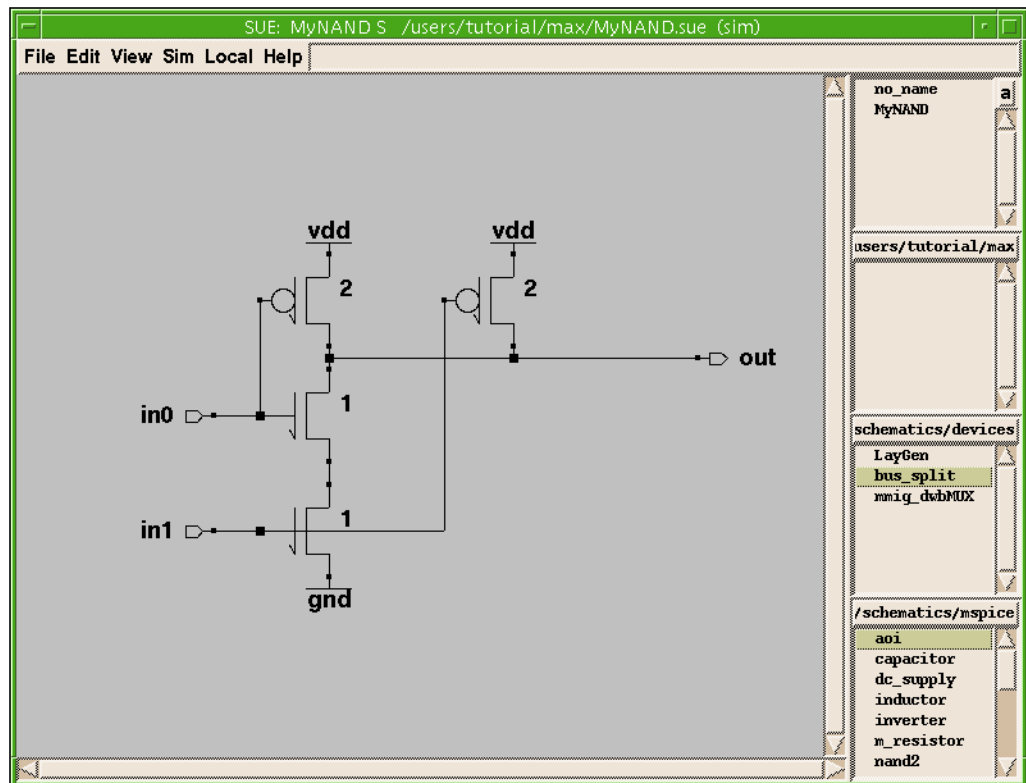 SUE: MyNAND S /users/tutorial/max/MyNAND.sue (sim)
File Edit View Sim Local Help
no_name
a
MyNAND
vdd
vdd
users/tutorial/max
2
2
out
in0
1
schematics/devices
LayGen
bus_split
mmig_dwbMUX
in1
1
gnd
/schematics/mspice
aoi
capacitor
dc_supply
inductor
inverter
m_resistor
nand2